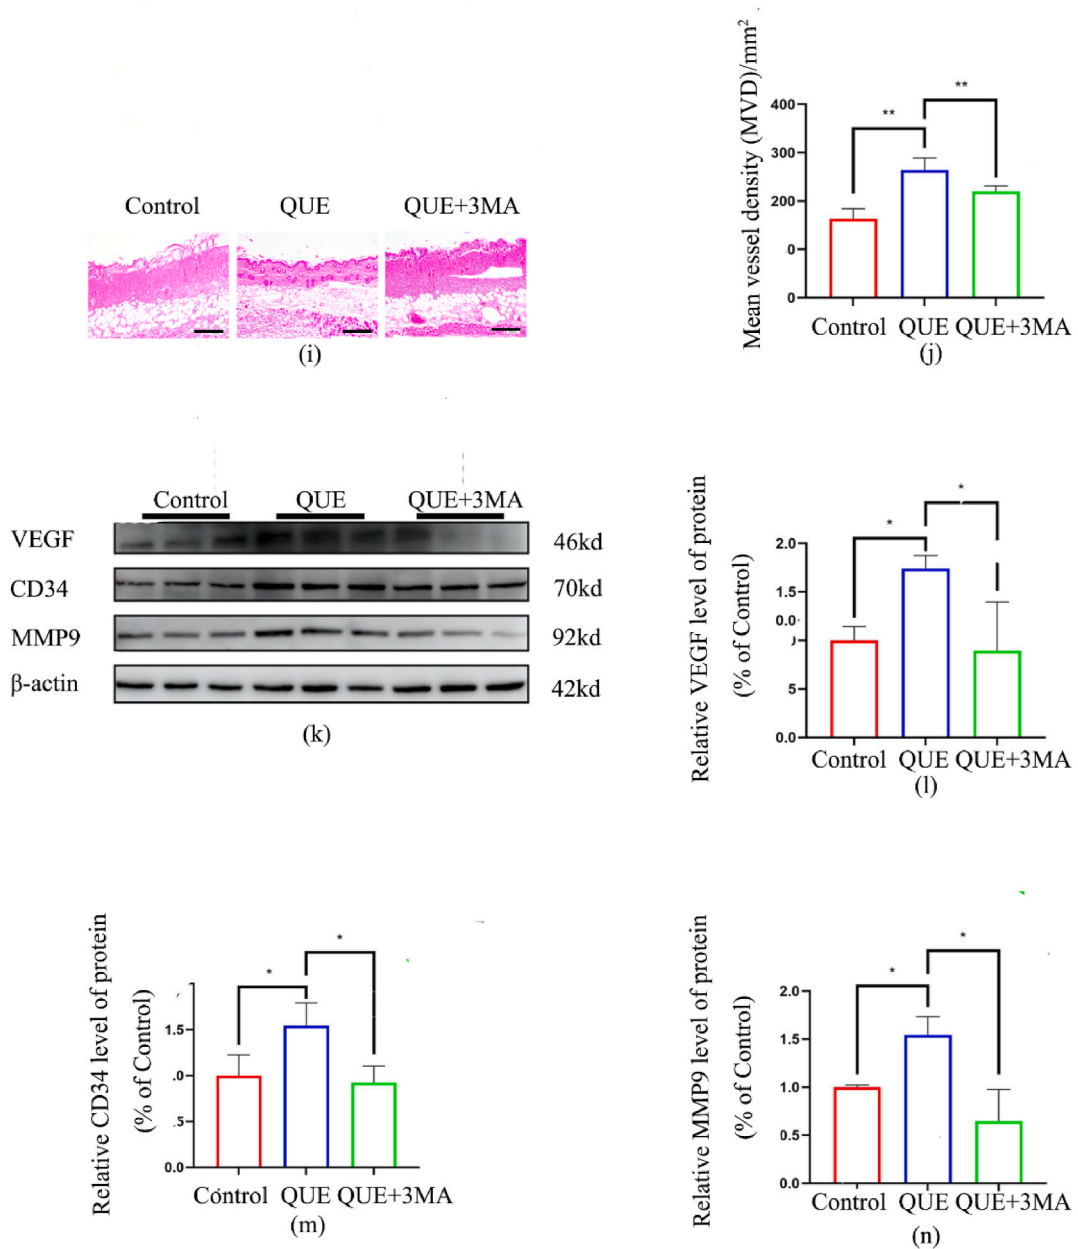 Control QUE QUE+3MA
(i)
Mean vessel density (MVD)/mm²
400
300
200
0
0
**
**
Control QUE QUE+3MA
(j)
Control QUE QUE+3MA
VEGF 46kd
CD34 70kd
MMP9 92kd
β-actin 42kd
(k)
Relative VEGF level of protein
(% of Control)
2.0
1.5
0.0
0
5
0.0
*
*
Control QUE QUE+3MA
(l)
Relative CD34 level of protein
(% of Control)
1.5
.0
.5
0.0
*
*
Control QUE QUE+3MA
(m)
Relative MMP9 level of protein
(% of Control)
2.0
1.5
1.0
0.5
0.0
*
*
Control QUE QUE+3MA
(n)